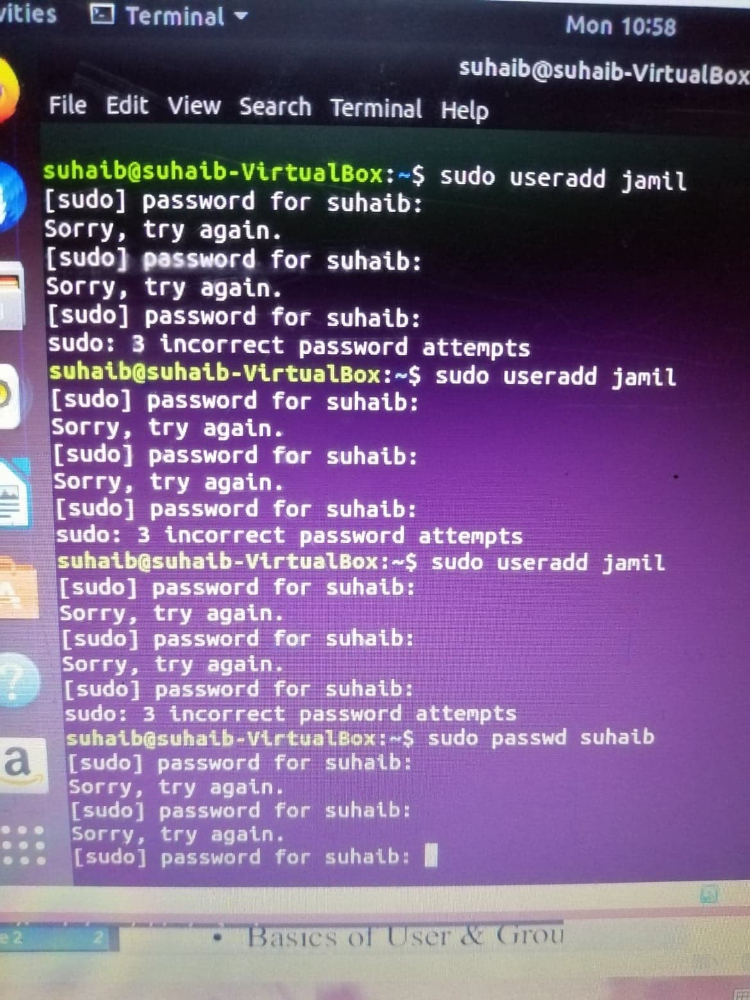 vities Terminal Mon 10:58
suhaib@suhaib-VirtualBox
File Edit View Search Terminal Help
suhaib@suhaib-VirtualBox:~$ sudo useradd jamil
[sudo] password for suhaib:
Sorry, try again.
[sudo] password for suhaib:
Sorry, try again.
[sudo] password for suhaib:
sudo: 3 incorrect password attempts
suhaib@suhaib-VirtualBox:~$ sudo useradd jamil
[sudo] password for suhaib:
Sorry, try again.
[sudo] password for suhaib:
Sorry, try again.
[sudo] password for suhaib:
sudo: 3 incorrect password attempts
suhaib@suhaib-VirtualBox:~$ sudo useradd jamil
[sudo] password for suhaib:
Sorry, try again.
[sudo] password for suhaib:
Sorry, try again.
[sudo] password for suhaib:
sudo: 3 incorrect password attempts
suhaib@suhaib-VirtualBox:~$ sudo passwd suhaib
[sudo] password for suhaib:
Sorry, try again.
[sudo] password for suhaib:
Sorry, try again.
[sudo] password for suhaib:
a
e 2 2
• Basics of User & Grou